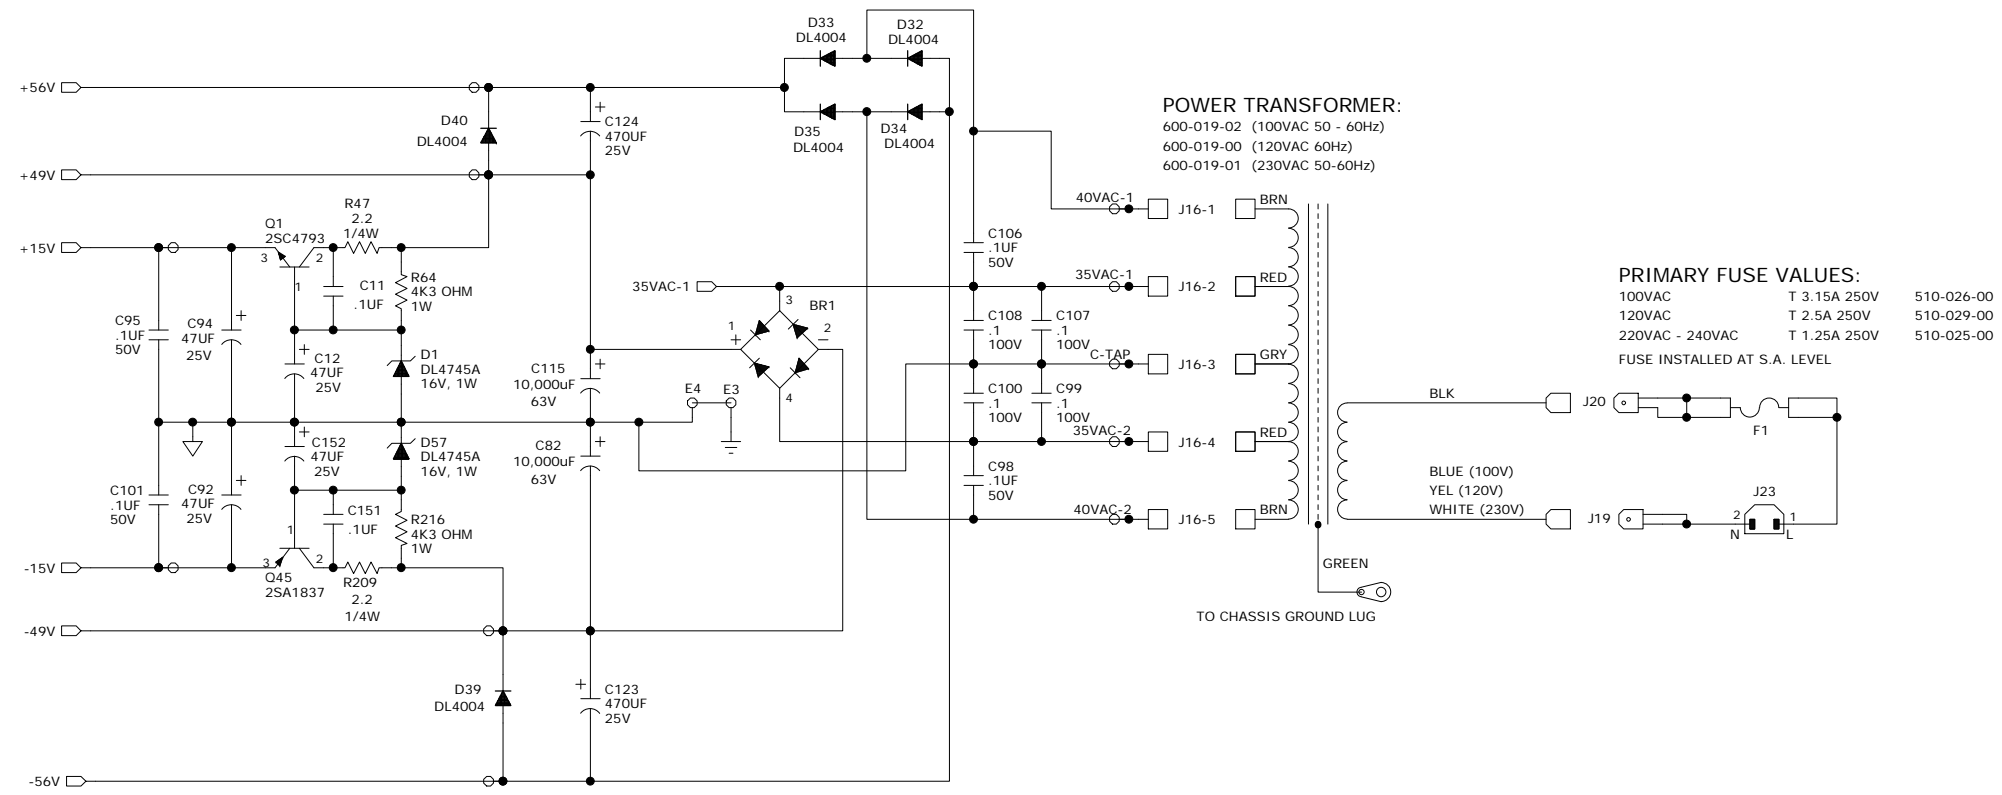 D33
DL4004
D32
DL4004
+56V
D40
DL4004
+
C124
470UF
25V
D35
DL4004
D34
DL4004
POWER TRANSFORMER:
600-019-02 (100VAC 50 - 60Hz)
600-019-00 (120VAC 60Hz)
600-019-01 (230VAC 50-60Hz)
+49V
R47
2.2
1/4W
Q1
2SC4793
+15V
3
2
1
C11
.1UF
R64
4K3 OHM
1W
40VAC-1
J16-1
BRN
C106
.1UF
50V
35VAC-1
35VAC-1
J16-2
RED
PRIMARY FUSE VALUES:
100VAC T 3.15A 250V 510-026-00
120VAC T 2.5A 250V 510-029-00
220VAC - 240VAC T 1.25A 250V 510-025-00
FUSE INSTALLED AT S.A. LEVEL
3
BR1
1
+
2
−
4
C95
.1UF
50V
+
C94
47UF
25V
+
C12
47UF
25V
D1
DL4745A
16V, 1W
+
C115
10,000uF
63V
C108
.1
100V
C107
.1
100V
C-TAP
J16-3
GRY
E4
E3
C100
.1
100V
C99
.1
100V
BLK
J20
F1
+
C152
47UF
25V
D57
DL4745A
16V, 1W
+
C82
10,000uF
63V
35VAC-2
J16-4
RED
C98
.1UF
50V
C101
.1UF
50V
+
C92
47UF
25V
C151
.1UF
R216
4K3 OHM
1W
BLUE (100V)
YEL (120V)
WHITE (230V)
40VAC-2
J16-5
BRN
J19
J23
2
1
N
L
1
3
2
-15V
Q45
2SA1837
R209
2.2
1/4W
GREEN
TO CHASSIS GROUND LUG
-49V
D39
DL4004
+
C123
470UF
25V
-56V